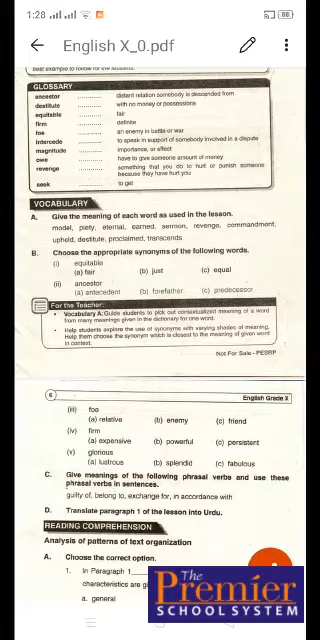 1:28
88
English X_0.pdf
best example to follow for the Muslims.
GLOSSARY
ancestor ............ distant relation somebody is descended from
destitute ............ with no money or possessions
equitable ............ fair
firm ............ definite
foe ............ an enemy in battle or war
intercede ............ to speak in support of somebody involved in a dispute
magnitude ............ importance, or effect
owe ............ have to give someone amount of money
revenge ............ something that you do to hurt or punish someone
because they have hurt you
seek ............ to get
VOCABULARY
A. Give the meaning of each word as used in the lesson.
model, piety, eternal, earned, sermon, revenge, commandment,
upheld, destitute, proclaimed, transcends
B. Choose the appropriate synonyms of the following words.
(i) equitable
(a) fair (b) just (c) equal
(ii) ancestor
(a) antecedent (b) forefather (c) predecessor
For the Teacher:
• Vocabulary A: Guide students to pick out contextualized meaning of a word
from many meanings given in the dictionary for one word.
• Help students explore the use of synonyms with varying shades of meaning.
Help them choose the synonym which is closest to the meaning of given word
in context.
Not For Sale - PESRP
6 English Grade X
(iii) foe
(a) relative (b) enemy (c) friend
(iv) firm
(a) expensive (b) powerful (c) persistent
(v) glorious
(a) lustrous (b) splendid (c) fabulous
C. Give meanings of the following phrasal verbs and use these
phrasal verbs in sentences.
guilty of, belong to, exchange for, in accordance with
D. Translate paragraph 1 of the lesson into Urdu.
READING COMPREHENSION
Analysis of patterns of text organization
A. Choose the correct option.
1. In Paragraph 1____
characteristics are gi
a. general
The
Premier
SCHOOL SYSTEM